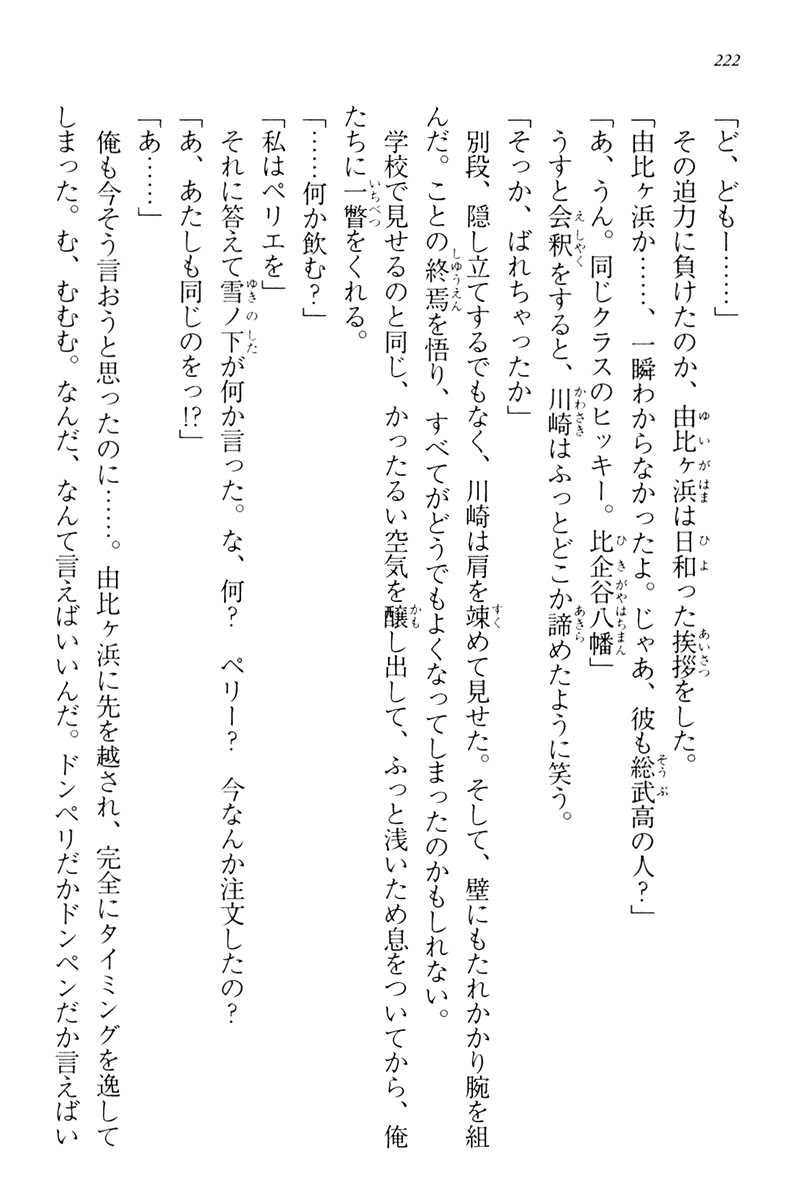 222
「ど、どもー……」
　その迫力に負けたのか、由比ヶ浜は日和った挨拶をした。
「由比ヶ浜か……、一瞬わからなかったよ。じゃあ、彼も総武高の人？」
「あ、うん。同じクラスのヒッキー。比企谷八幡」
　うすと会釈をすると、川崎はふっとどこか諦めたように笑う。
「そっか、ばれちゃったか」
　別段、隠し立てするでもなく、川崎は肩を竦めて見せた。そして、壁にもたれかかり腕を組
んだ。ことの終焉を悟り、すべてがどうでもよくなってしまったのかもしれない。
　学校で見せるのと同じ、かったるい空気を醸し出して、ふっと浅いため息をついてから、俺
たちに一瞥をくれる。
「……何か飲む？」
「私はペリエを」
　それに答えて雪ノ下が何か言った。な、何？　ペリー？　今なんか注文したの？
「あ、あたしも同じのをっ!?」
「あ……」
　俺も今そう言おうと思ったのに……。由比ヶ浜に先を越され、完全にタイミングを逸して
しまった。む、むむむ。なんだ、なんて言えばいいんだ。ドンペリだかドンペンだか言えばい